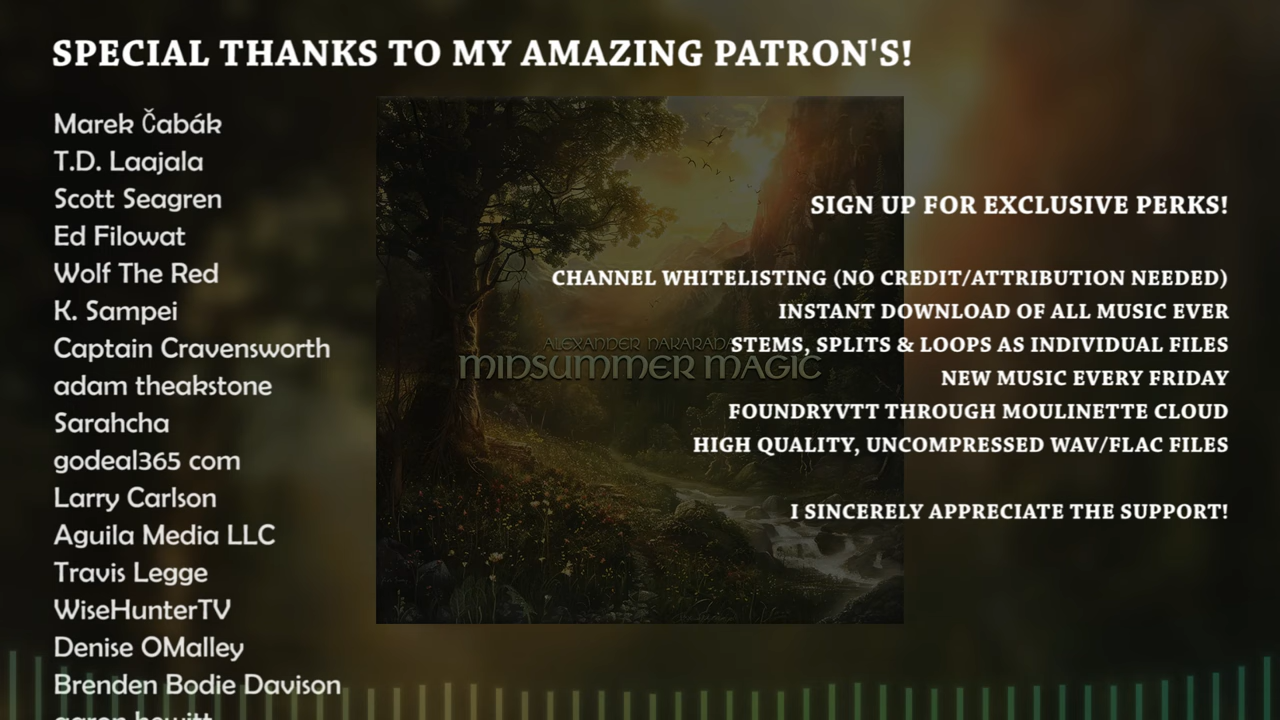 SPECIAL THANKS TO MY AMAZING PATRON'S!
Marek Čabák
T.D. Laajala
Scott Seagren
Ed Filowat
Wolf The Red
K. Sampei
Captain Cravensworth
adam theakstone
Sarahcha
godeal365 com
Larry Carlson
Aguila Media LLC
Travis Legge
WiseHunterTV
Denise OMalley
Brenden Bodie Davison
aaron hewitt
ALEXANDER NAKARADA
MIDSUMMER MAGIC
SIGN UP FOR EXCLUSIVE PERKS!
CHANNEL WHITELISTING (NO CREDIT/ATTRIBUTION NEEDED)
INSTANT DOWNLOAD OF ALL MUSIC EVER
STEMS, SPLITS & LOOPS AS INDIVIDUAL FILES
NEW MUSIC EVERY FRIDAY
FOUNDRYVTT THROUGH MOULINETTE CLOUD
HIGH QUALITY, UNCOMPRESSED WAV/FLAC FILES
I SINCERELY APPRECIATE THE SUPPORT!